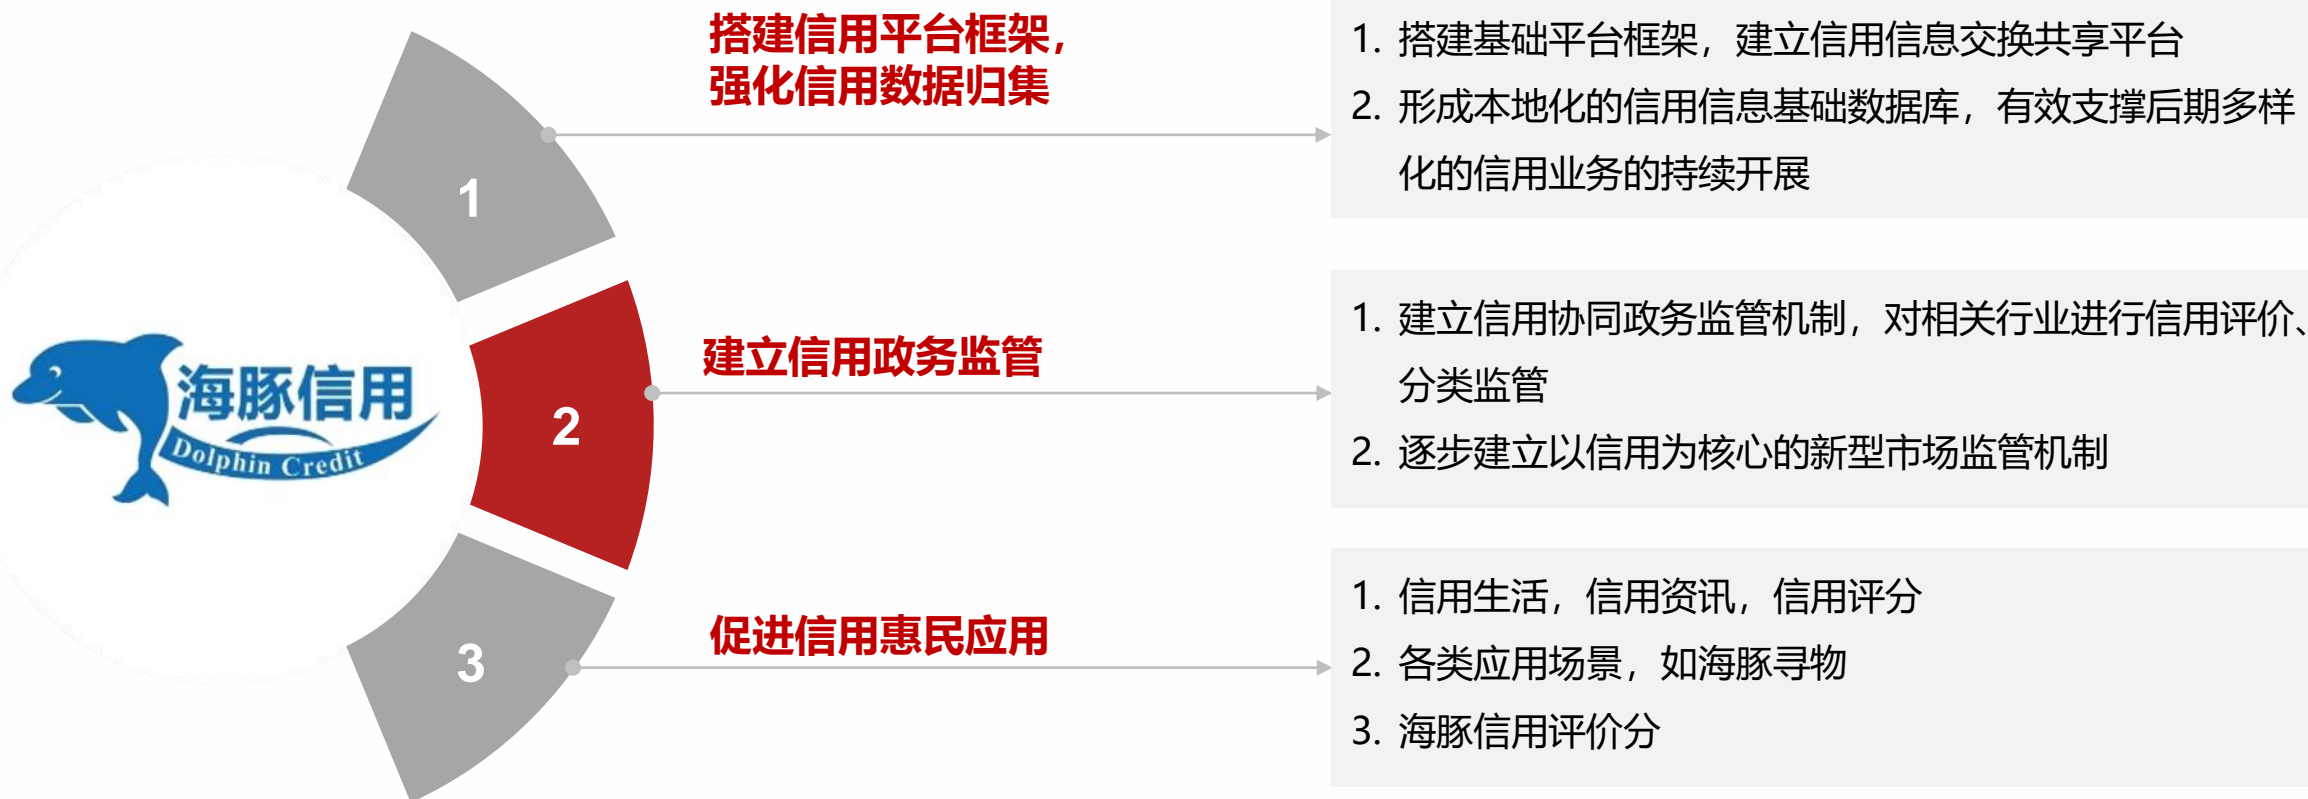 海豚信用
Dolphin Credit
1
搭建信用平台框架，
强化信用数据归集
1. 搭建基础平台框架，建立信用信息交换共享平台
2. 形成本地化的信用信息基础数据库，有效支撑后期多样
化的信用业务的持续开展
2
建立信用政务监管
1. 建立信用协同政务监管机制，对相关行业进行信用评价、
分类监管
2. 逐步建立以信用为核心的新型市场监管机制
3
促进信用惠民应用
1. 信用生活，信用资讯，信用评分
2. 各类应用场景，如海豚寻物
3. 海豚信用评价分